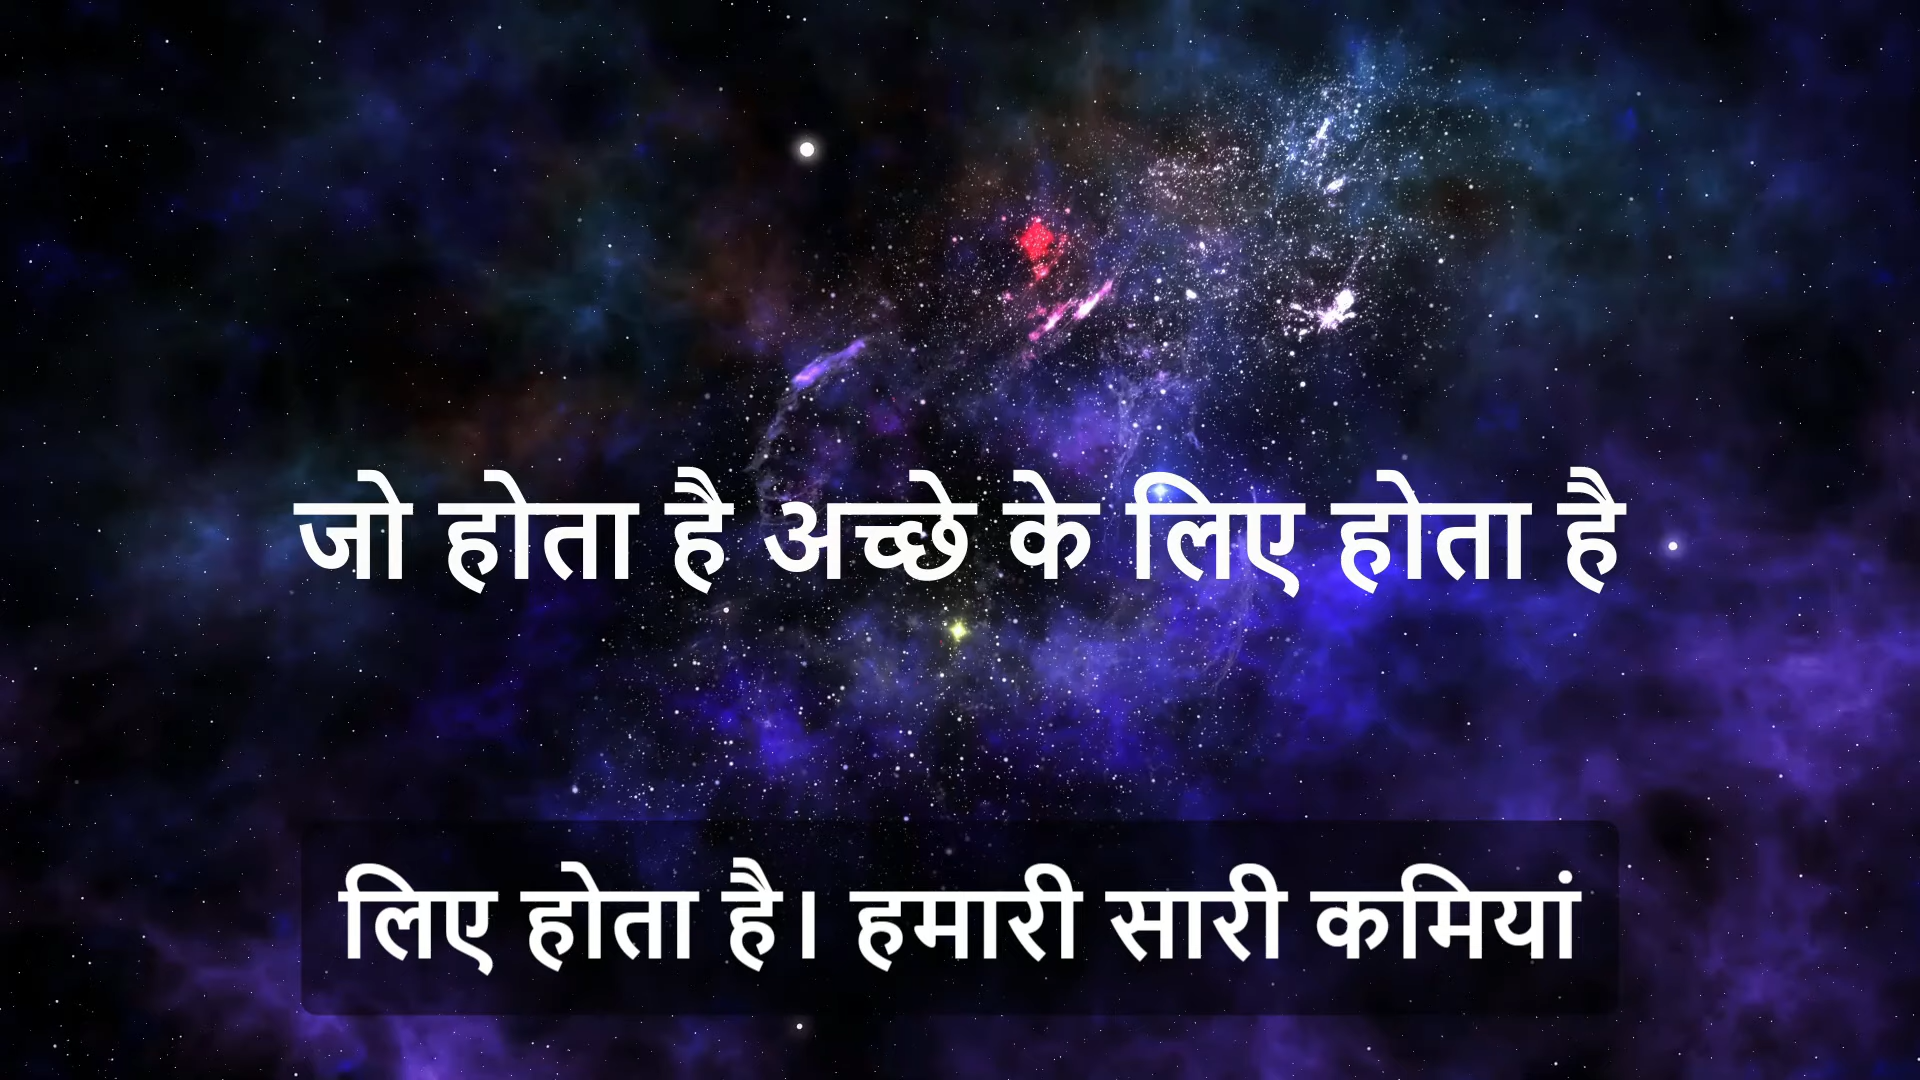 जो होता है अच्छे के लिए होता है
लिए होता है। हमारी सारी कमियां